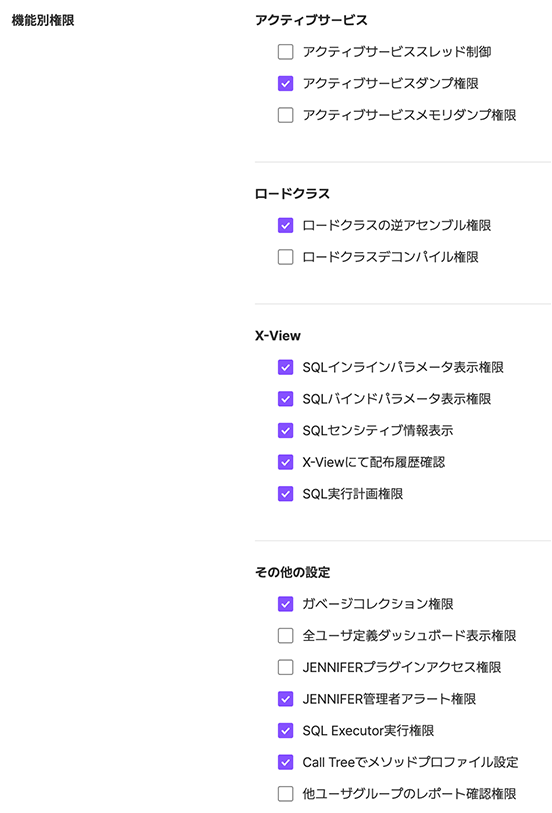 機能別権限
アクティブサービス
アクティブサービススレッド制御
アクティブサービスダンプ権限
アクティブサービスメモリダンプ権限
ロードクラス
ロードクラスの逆アセンブル権限
ロードクラスデコンパイル権限
X-View
SQLインラインパラメータ表示権限
SQLバインドパラメータ表示権限
SQLセンシティブ情報表示
X-Viewにて配布履歴確認
SQL実行計画権限
その他の設定
ガベージコレクション権限
全ユーザ定義ダッシュボード表示権限
JENNIFERプラグインアクセス権限
JENNIFER管理者アラート権限
SQL Executor実行権限
Call Treeでメソッドプロファイル設定
他ユーザグループのレポート確認権限